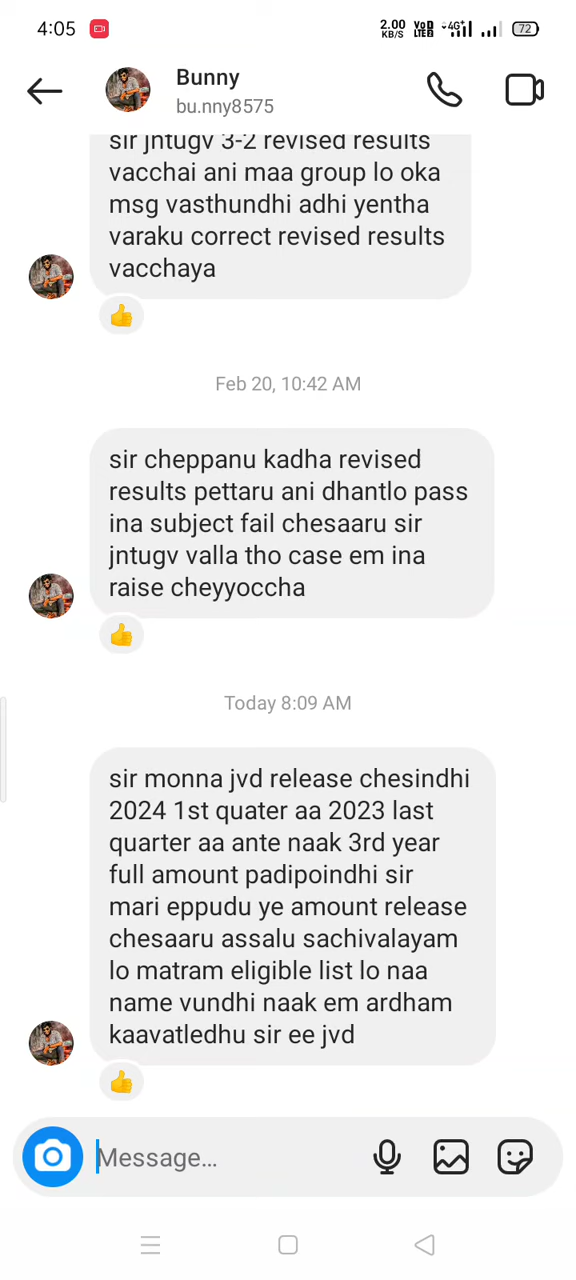 4:05
2.00
KB/S
VoD
LTE2
4G+
72
Bunny
bu.nny8575
sir jntugv 3-2 revised results
vacchai ani maa group lo oka
msg vasthundhi adhi yentha
varaku correct revised results
vacchaya
Feb 20, 10:42 AM
sir cheppanu kadha revised
results pettaru ani dhantlo pass
ina subject fail chesaaru sir
jntugv valla tho case em ina
raise cheyyoccha
Today 8:09 AM
sir monna jvd release chesindhi
2024 1st quater aa 2023 last
quarter aa ante naak 3rd year
full amount padipoindhi sir
mari eppudu ye amount release
chesaaru assalu sachivalayam
lo matram eligible list lo naa
name vundhi naak em ardham
kaavatledhu sir ee jvd
Message...